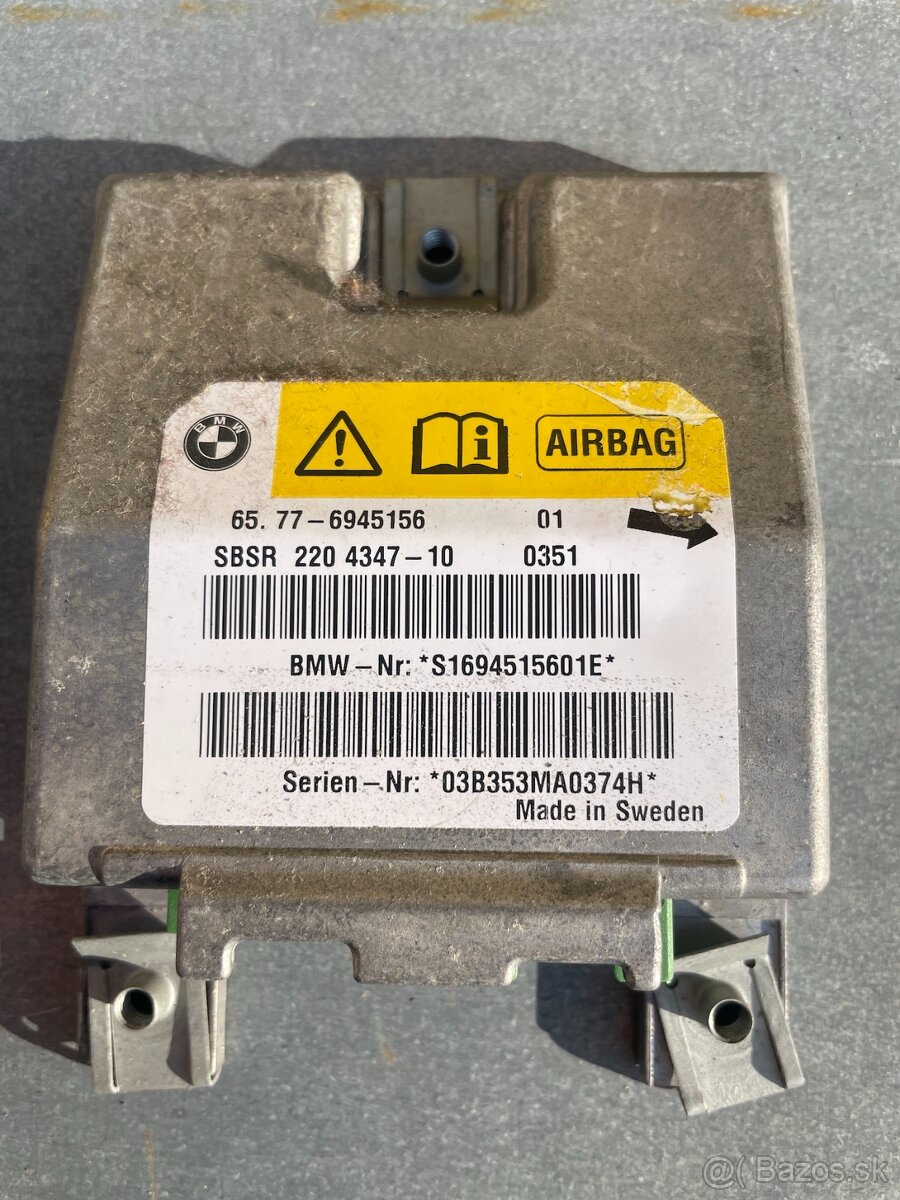 BMW
AIRBAG
65. 77-6945156 01
SBSR 220 4347-10 0351
BMW-Nr: *S1694515601E*
Serien-Nr: *03B353MA0374H*
Made in Sweden
@( Bazos.sk